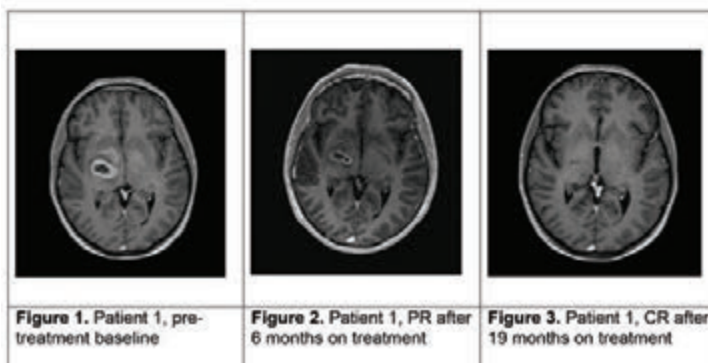 Figure 1. Patient 1, pre-
treatment baseline
Figure 2. Patient 1, PR after
6 months on treatment
Figure 3. Patient 1, CR after
19 months on treatment